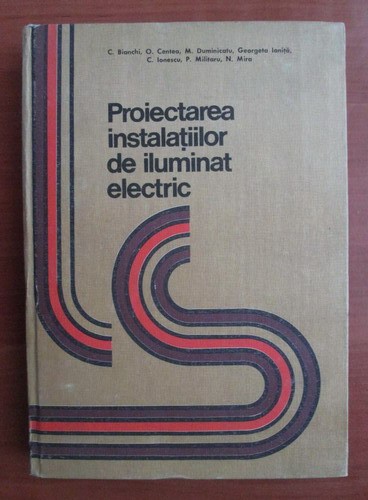 C. Bianchi, O. Centea, M. Duminicatu, Georgeta Ioniță,
C. Ionescu, P. Militaru, N. Mira
Proiectarea
instalațiilor
de iluminat
electric